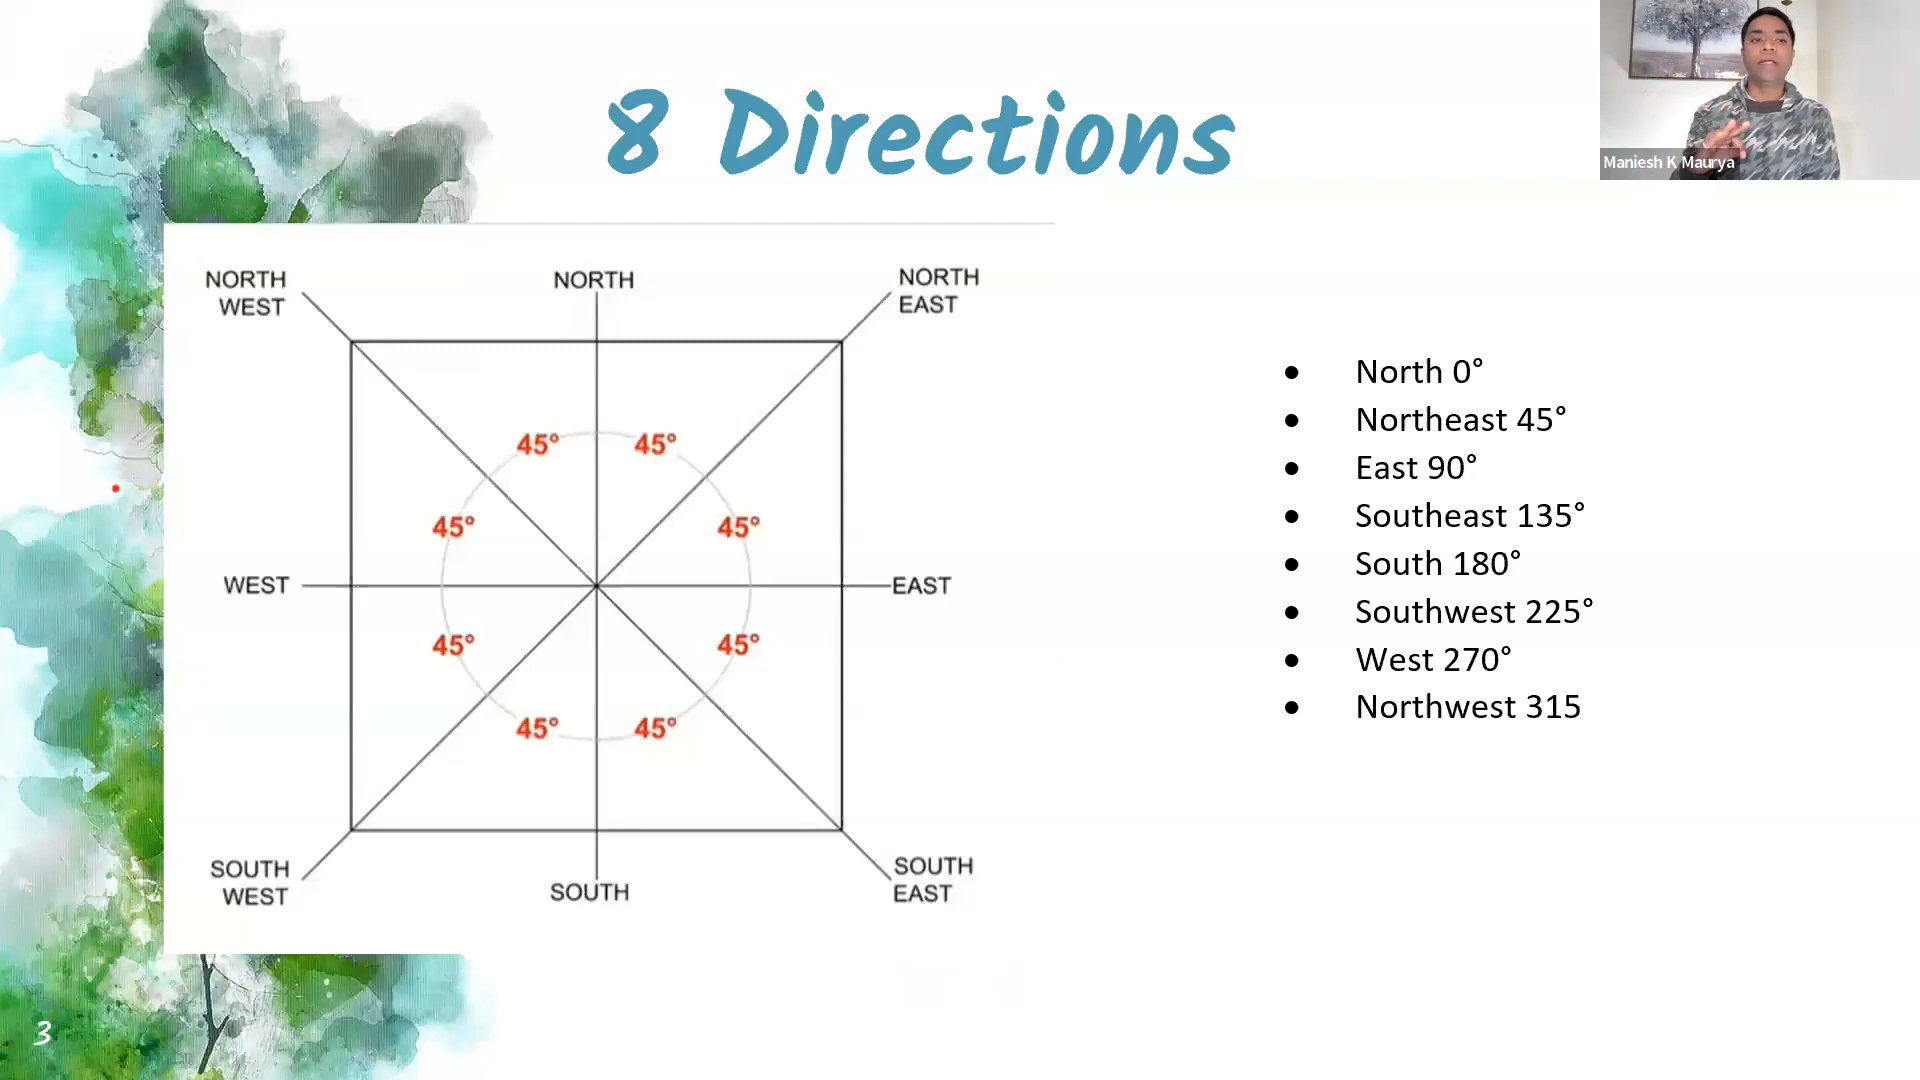 8 Directions
Maniesh K Maurya
NORTH
WEST
NORTH
NORTH
EAST
45°
45°
45°
45°
WEST
EAST
45°
45°
45°
45°
SOUTH
WEST
SOUTH
SOUTH
EAST
• North 0°
• Northeast 45°
• East 90°
• Southeast 135°
• South 180°
• Southwest 225°
• West 270°
• Northwest 315
3